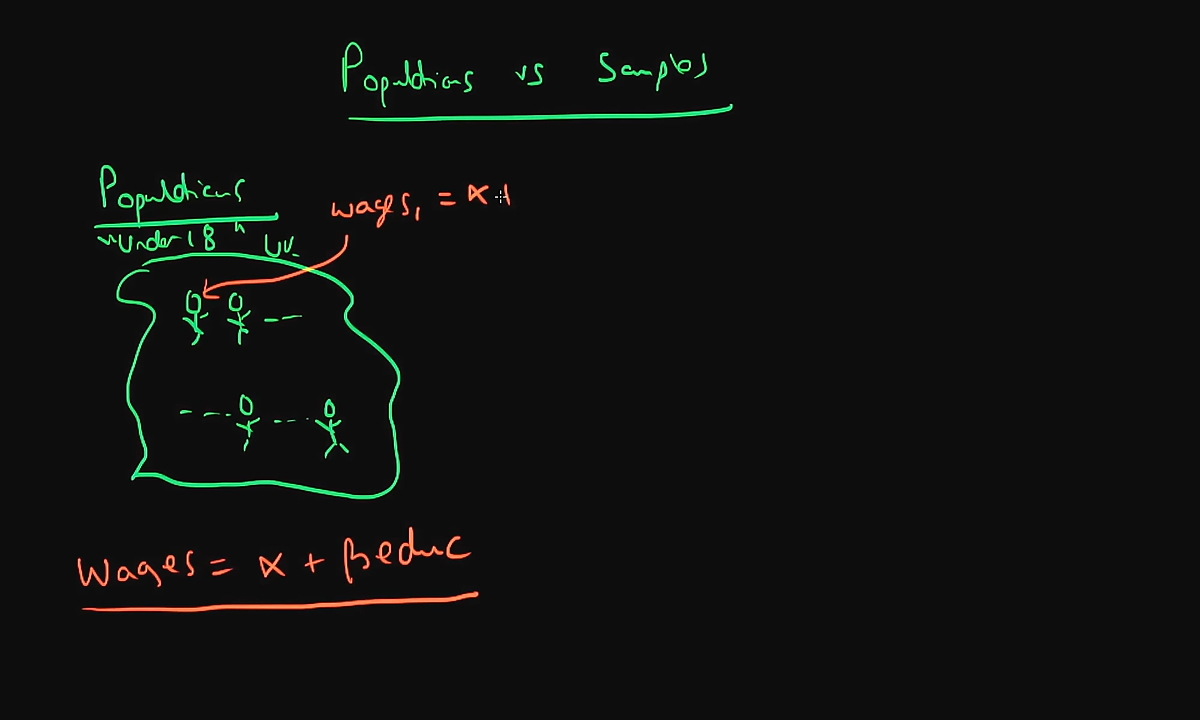 Populations vs Samples
Populations
"Under 18" UK
wages₁ = α +
wages = α + βeduc